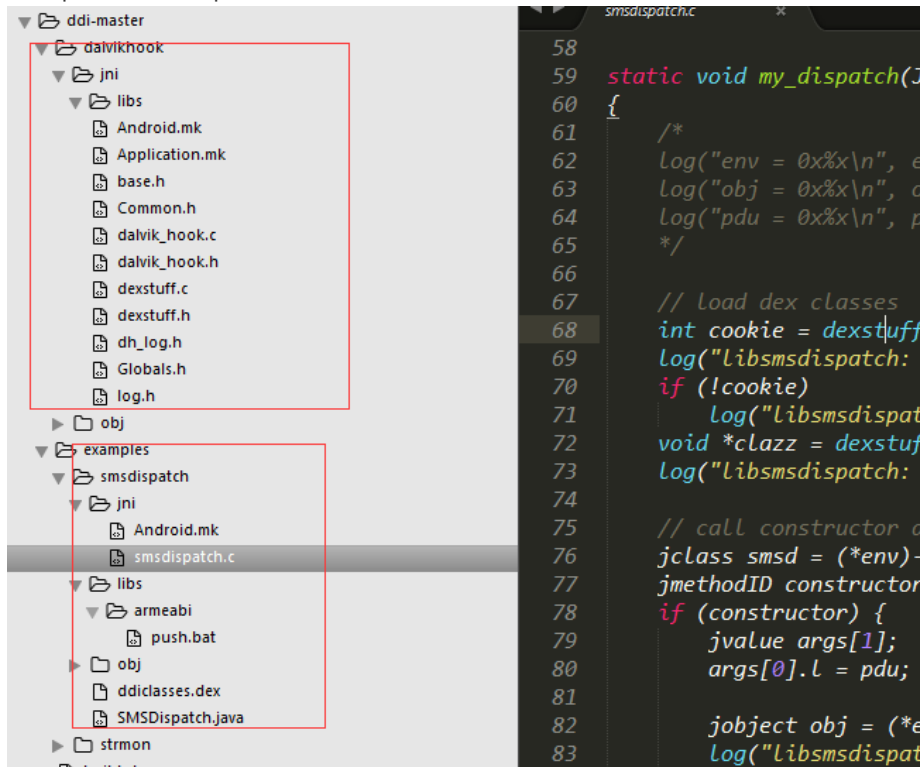 ddi-master
dalvikhook
jni
libs
Android.mk
Application.mk
base.h
Common.h
dalvik_hook.c
dalvik_hook.h
dexstuff.c
dexstuff.h
dh_log.h
Globals.h
log.h
obj
examples
smsdispatch
jni
Android.mk
smsdispatch.c
libs
armeabi
push.bat
obj
ddiclasses.dex
SMSDispatch.java
strmon
smsdispatch.c ×
58
59 static void my_dispatch(J
60 {
61 /*
62 log("env = 0x%x\n", e
63 log("obj = 0x%x\n", o
64 log("pdu = 0x%x\n", p
65 */
66
67 // load dex classes
68 int cookie = dexstuff
69 log("libsmsdispatch:
70 if (!cookie)
71 log("libsmsdispat
72 void *clazz = dexstuf
73 log("libsmsdispatch:
74
75 // call constructor a
76 jclass smsd = (*env)-
77 jmethodID constructor
78 if (constructor) {
79 jvalue args[1];
80 args[0].l = pdu;
81
82 jobject obj = (*e
83 log("libsmsdispat